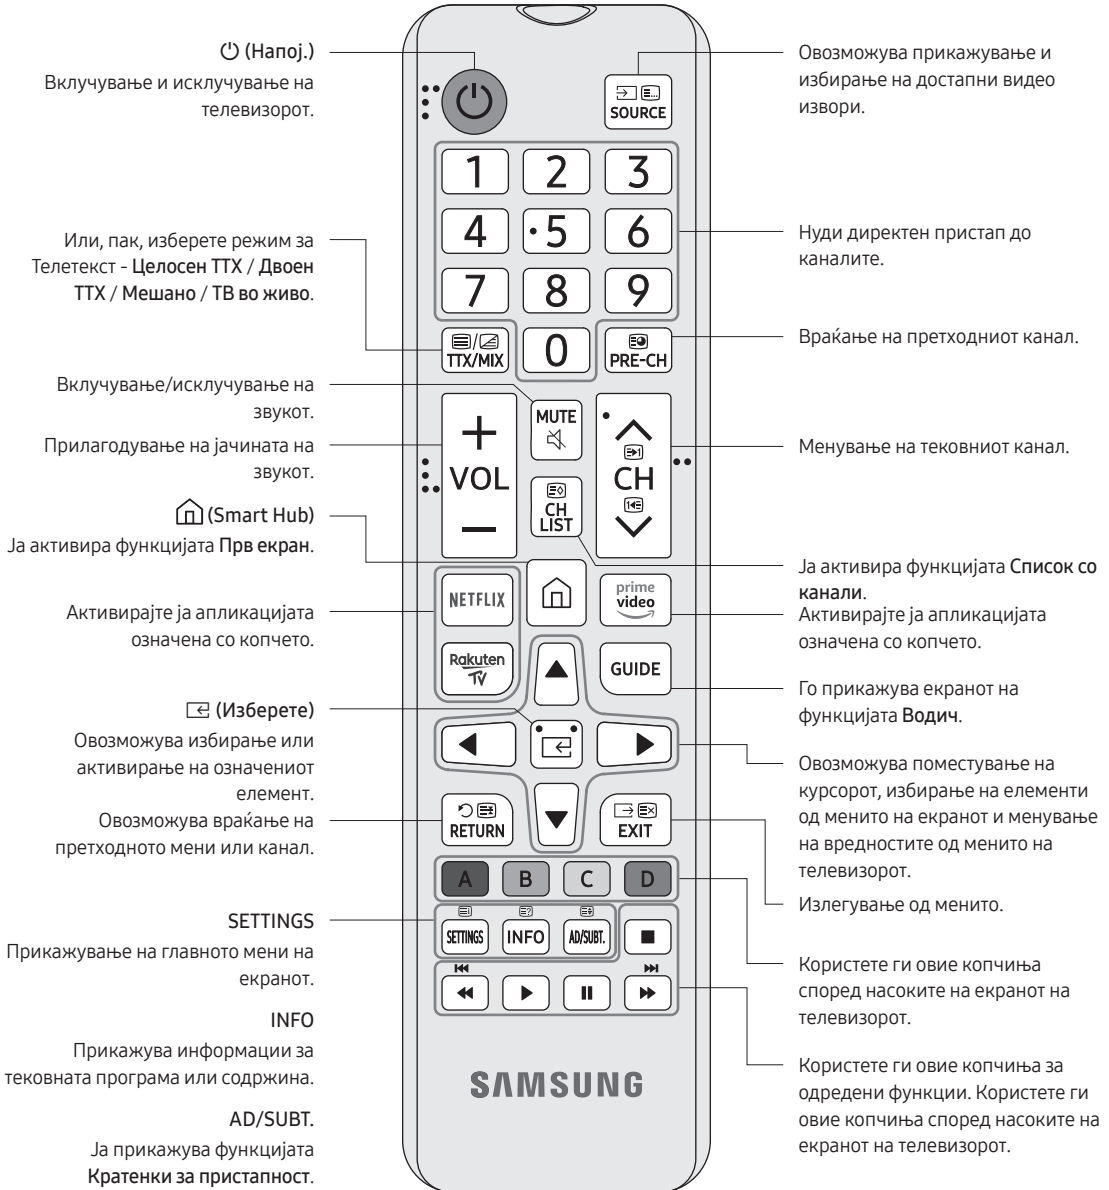 (Напој.)
Вклучување и исклучување на
телевизорот.
Или, пак, изберете режим за
Телетекст - Целосен TTX / Двоен
TTX / Мешано / ТВ во живо.
Вклучување/исклучување на
звукот.
Прилагодување на јачината на
звукот.
(Smart Hub)
Ја активира функцијата Прв екран.
Активирајте ја апликацијата
означена со копчето.
(Изберете)
Овозможува избирање или
активирање на означениот
елемент.
Овозможува враќање на
претходното мени или канал.
SETTINGS
Прикажување на главното мени на
екранот.
INFO
Прикажува информации за
тековната програма или содржина.
AD/SUBT.
Ја прикажува функцијата
Кратенки за пристапност.
SOURCE
1 2 3
4 5 6
7 8 9
TTX/MIX 0 PRE-CH
MUTE
+
VOL
−
CH
CH
LIST
NETFLIX
prime
video
Rakuten
TV
GUIDE
RETURN
EXIT
A B C D
SETTINGS INFO AD/SUBT.
SAMSUNG
Овозможува прикажување и
избирање на достапни видео
извори.
Нуди директен пристап до
каналите.
Враќање на претходниот канал.
Менување на тековниот канал.
Ја активира функцијата Список со
канали.
Активирајте ја апликацијата
означена со копчето.
Го прикажува екранот на
функцијата Водич.
Овозможува поместување на
курсорот, избирање на елементи
од менито на екранот и менување
на вредностите од менито на
телевизорот.
Излегување од менито.
Користете ги овие копчиња
според насоките на екранот на
телевизорот.
Користете ги овие копчиња за
одредени функции. Користете ги
овие копчиња според насоките на
екранот на телевизорот.